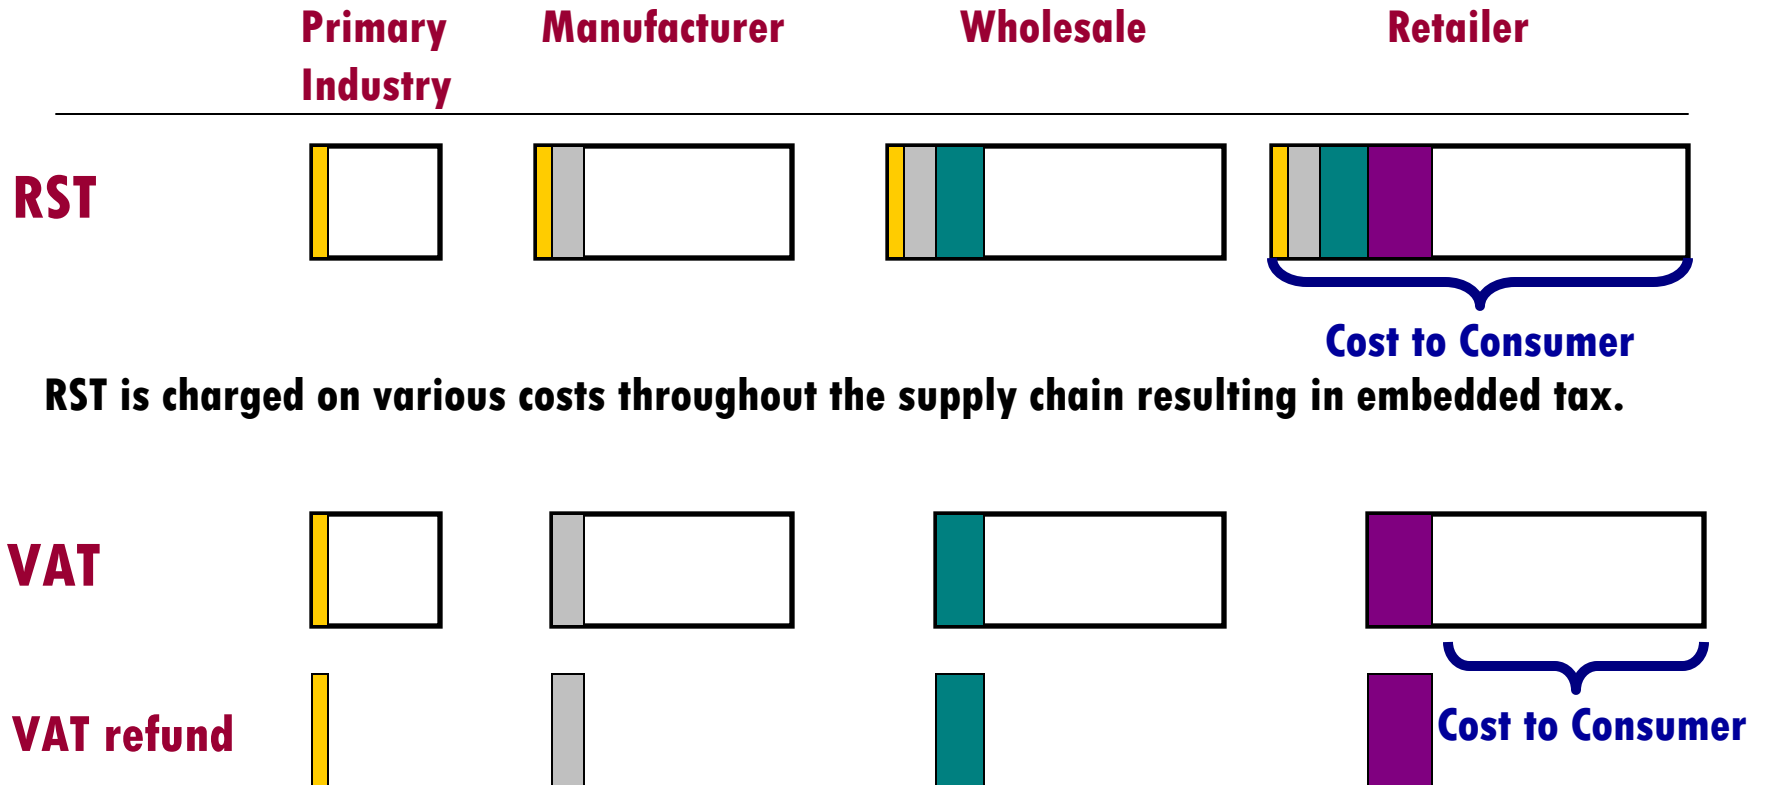 Primary Manufacturer Wholesale Retailer
Industry
RST
Cost to Consumer
RST is charged on various costs throughout the supply chain resulting in embedded tax.
VAT
VAT refund
Cost to Consumer